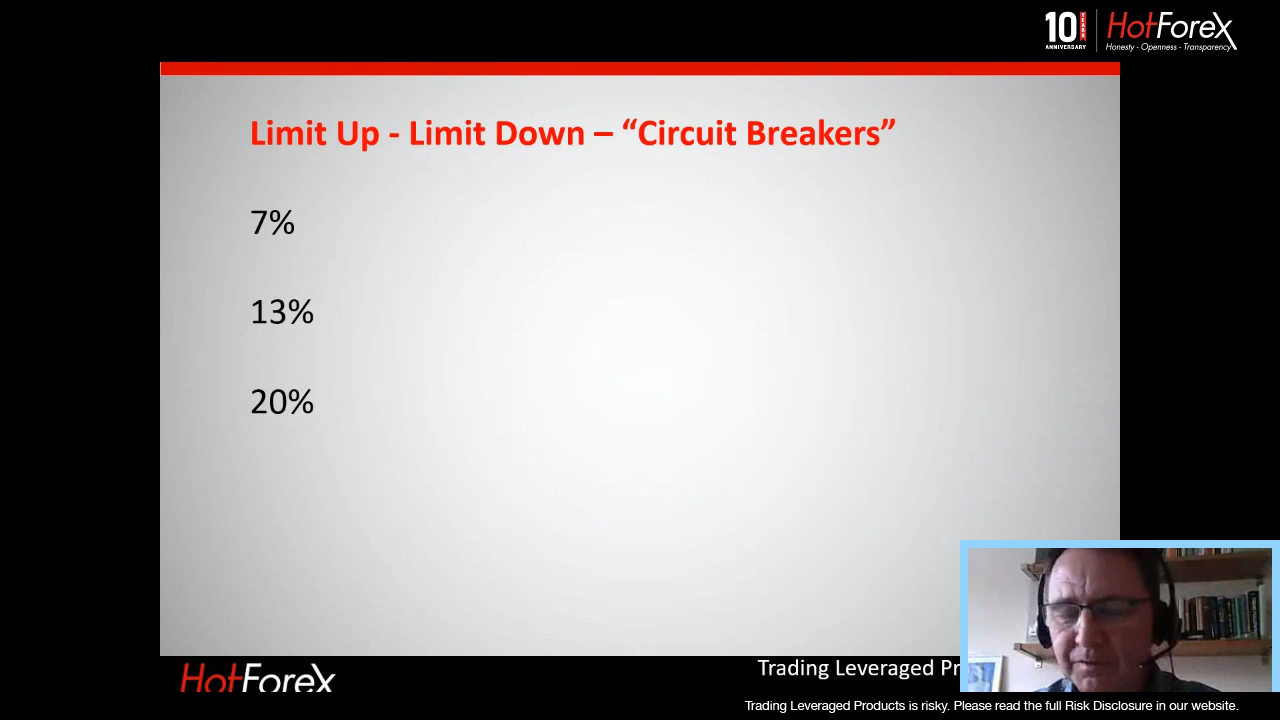 10 YEARS
ANNIVERSARY
HotForex
Honesty - Openness - Transparency
Limit Up - Limit Down – “Circuit Breakers”
7%
13%
20%
HotForex
Trading Leveraged Pr
Trading Leveraged Products is risky. Please read the full Risk Disclosure in our website.